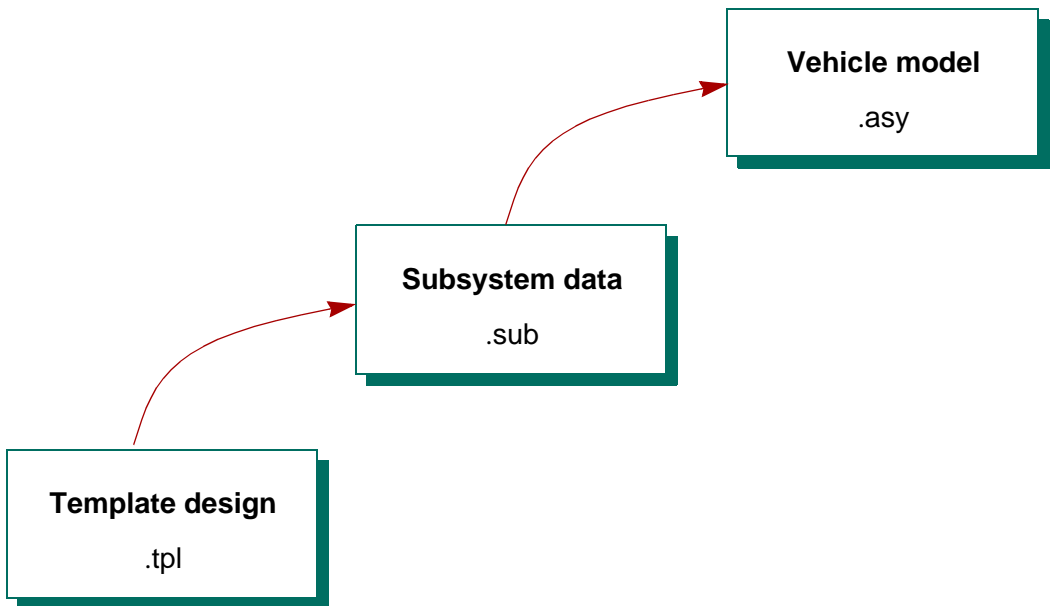 Vehicle model
.asy
Subsystem data
.sub
Template design
.tpl